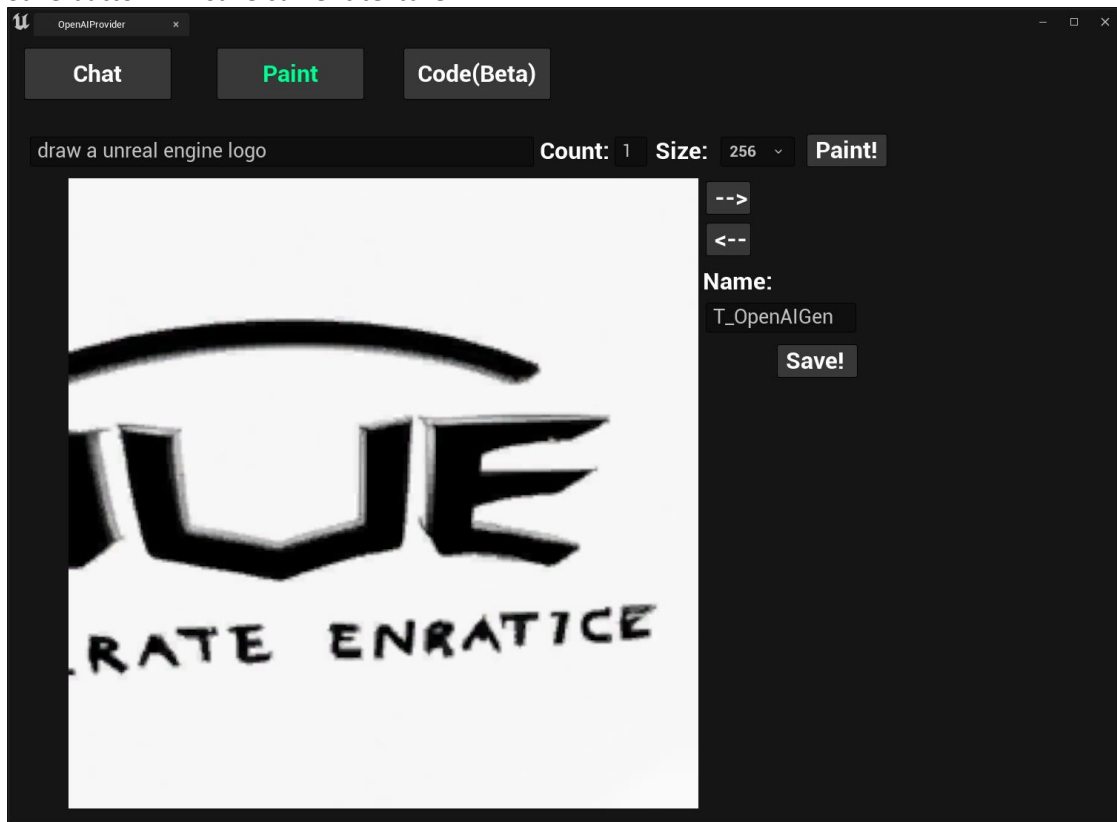 OpenAIProvider
Chat Paint Code(Beta)
draw a unreal engine logo Count: 1 Size: 256 Paint!
-->
<--
Name:
T_OpenAIGen
Save!
UE
RATE ENRATICE